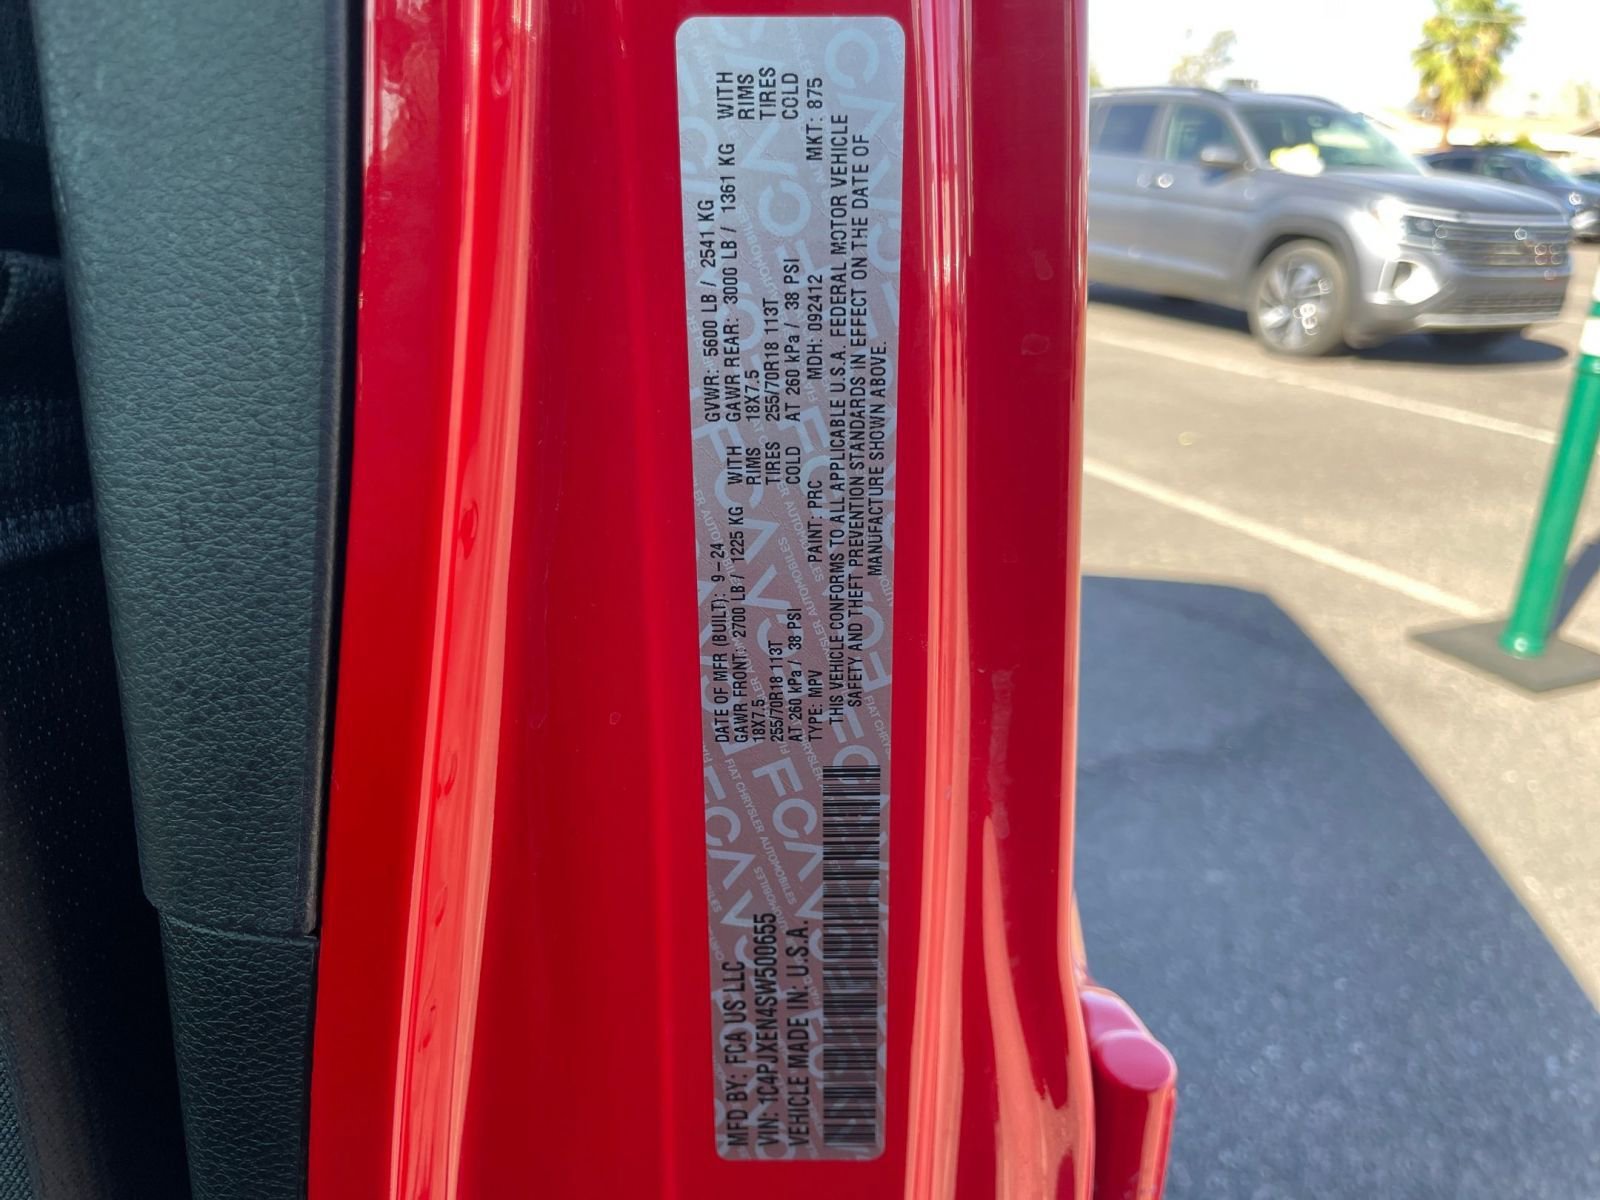 MFD BY: FCA US LLC
DATE OF MFR (BUILT): 9-24
GVWR: 5600 LB / 2541 KG
GAWR FRONT: 2700 LB / 1225 KG WITH
GAWR REAR: 3000 LB / 1361 KG WITH
18X7.5 RIMS
18X7.5 RIMS
255/70R18 113T TIRES
255/70R18 113T TIRES
AT 260 kPa / 38 PSI COLD
AT 260 kPa / 38 PSI COLD
VIN: 1C4PJXEN4SW500655
TYPE: MPV PAINT: PRC MDH: 092412 MKT: 875
VEHICLE MADE IN: U.S.A.
THIS VEHICLE CONFORMS TO ALL APPLICABLE U.S.A. FEDERAL MOTOR VEHICLE
SAFETY AND THEFT PREVENTION STANDARDS IN EFFECT ON THE DATE OF
MANUFACTURE SHOWN ABOVE.